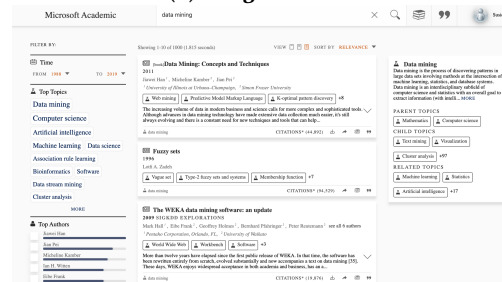 Microsoft Academic
data mining
FILTER BY:
Time
FROM 1988 TO 2019
Top Topics
Data mining
Computer science
Artificial intelligence
Machine learning Data science
Association rule learning
Bioinformatics Software
Data stream mining
Cluster analysis
MORE
Top Authors
Jiawei Han
Jian Pei
Micheline Kamber
Ian H. Witten
Eibe Frank
Showing 1-10 of 1000 (1.815 seconds)
VIEW SORT BY RELEVANCE
Data Mining: Concepts and Techniques
2011
Jiawei Han, Micheline Kamber, Jian Pei
University of Illinois at Urbana–Champaign, Simon Fraser University
Web mining Predictive Model Markup Language K-optimal pattern discovery +8
The increasing volume of data in modern business and science calls for more complex and sophisticated tools.
Although advances in data mining technology have made extensive data collection much easier, it's still
always evolving and there is a constant need for new techniques and tools that can help...
data mining CITATIONS* (44,892)
Fuzzy sets
1996
Lotfi A. Zadeh
Vague set Type-2 fuzzy sets and systems Membership function +7
data mining CITATIONS* (94,529)
The WEKA data mining software: an update
2009 SIGKDD EXPLORATIONS
Mark Hall, Eibe Frank, Geoffrey Holmes, Bernhard Pfahringer, Peter Reutemann see all 6 authors
Pentaho Corporation, Orlando, FL, University of Waikato
World Wide Web Workbench Software +3
More than twelve years have elapsed since the first public release of WEKA. In that time, the software has
been rewritten entirely from scratch, evolved substantially and now accompanies a text on data mining [35].
These days, WEKA enjoys widespread acceptance in both academia and business, has an a...
data mining CITATIONS* (19,876)
Data mining
Data mining is the process of discovering patterns in
large data sets involving methods at the intersection of
machine learning, statistics, and database systems.
Data mining is an interdisciplinary subfield of
computer science and statistics with an overall goal to
extract information (with intelli... MORE
PARENT TOPICS
Mathematics Computer science
CHILD TOPICS
Text mining Visualization
Cluster analysis +97
RELATED TOPICS
Machine learning Statistics
Artificial intelligence +17